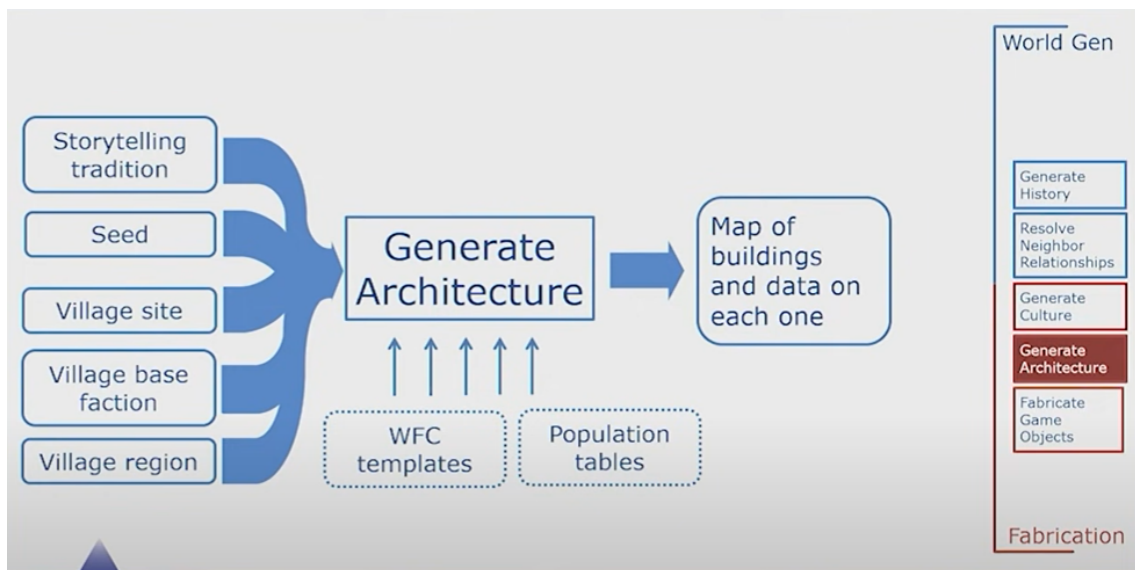 Storytelling
tradition
Seed
Village site
Village base
faction
Village region
Generate
Architecture
WFC
templates
Population
tables
Map of
buildings
and data on
each one
World Gen
Generate
History
Resolve
Neighbor
Relationships
Generate
Culture
Generate
Architecture
Fabricate
Game
Objects
Fabrication